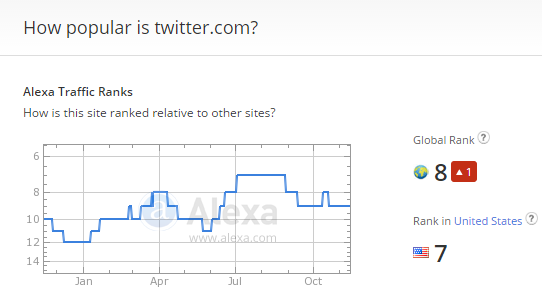 How popular is twitter.com?
Alexa Traffic Ranks
How is this site ranked relative to other sites?
Global Rank ?
8 ▲1
Rank in United States ?
7
6
8
10
12
14
Alexa
www.alexa.com
Jan Apr Jul Oct